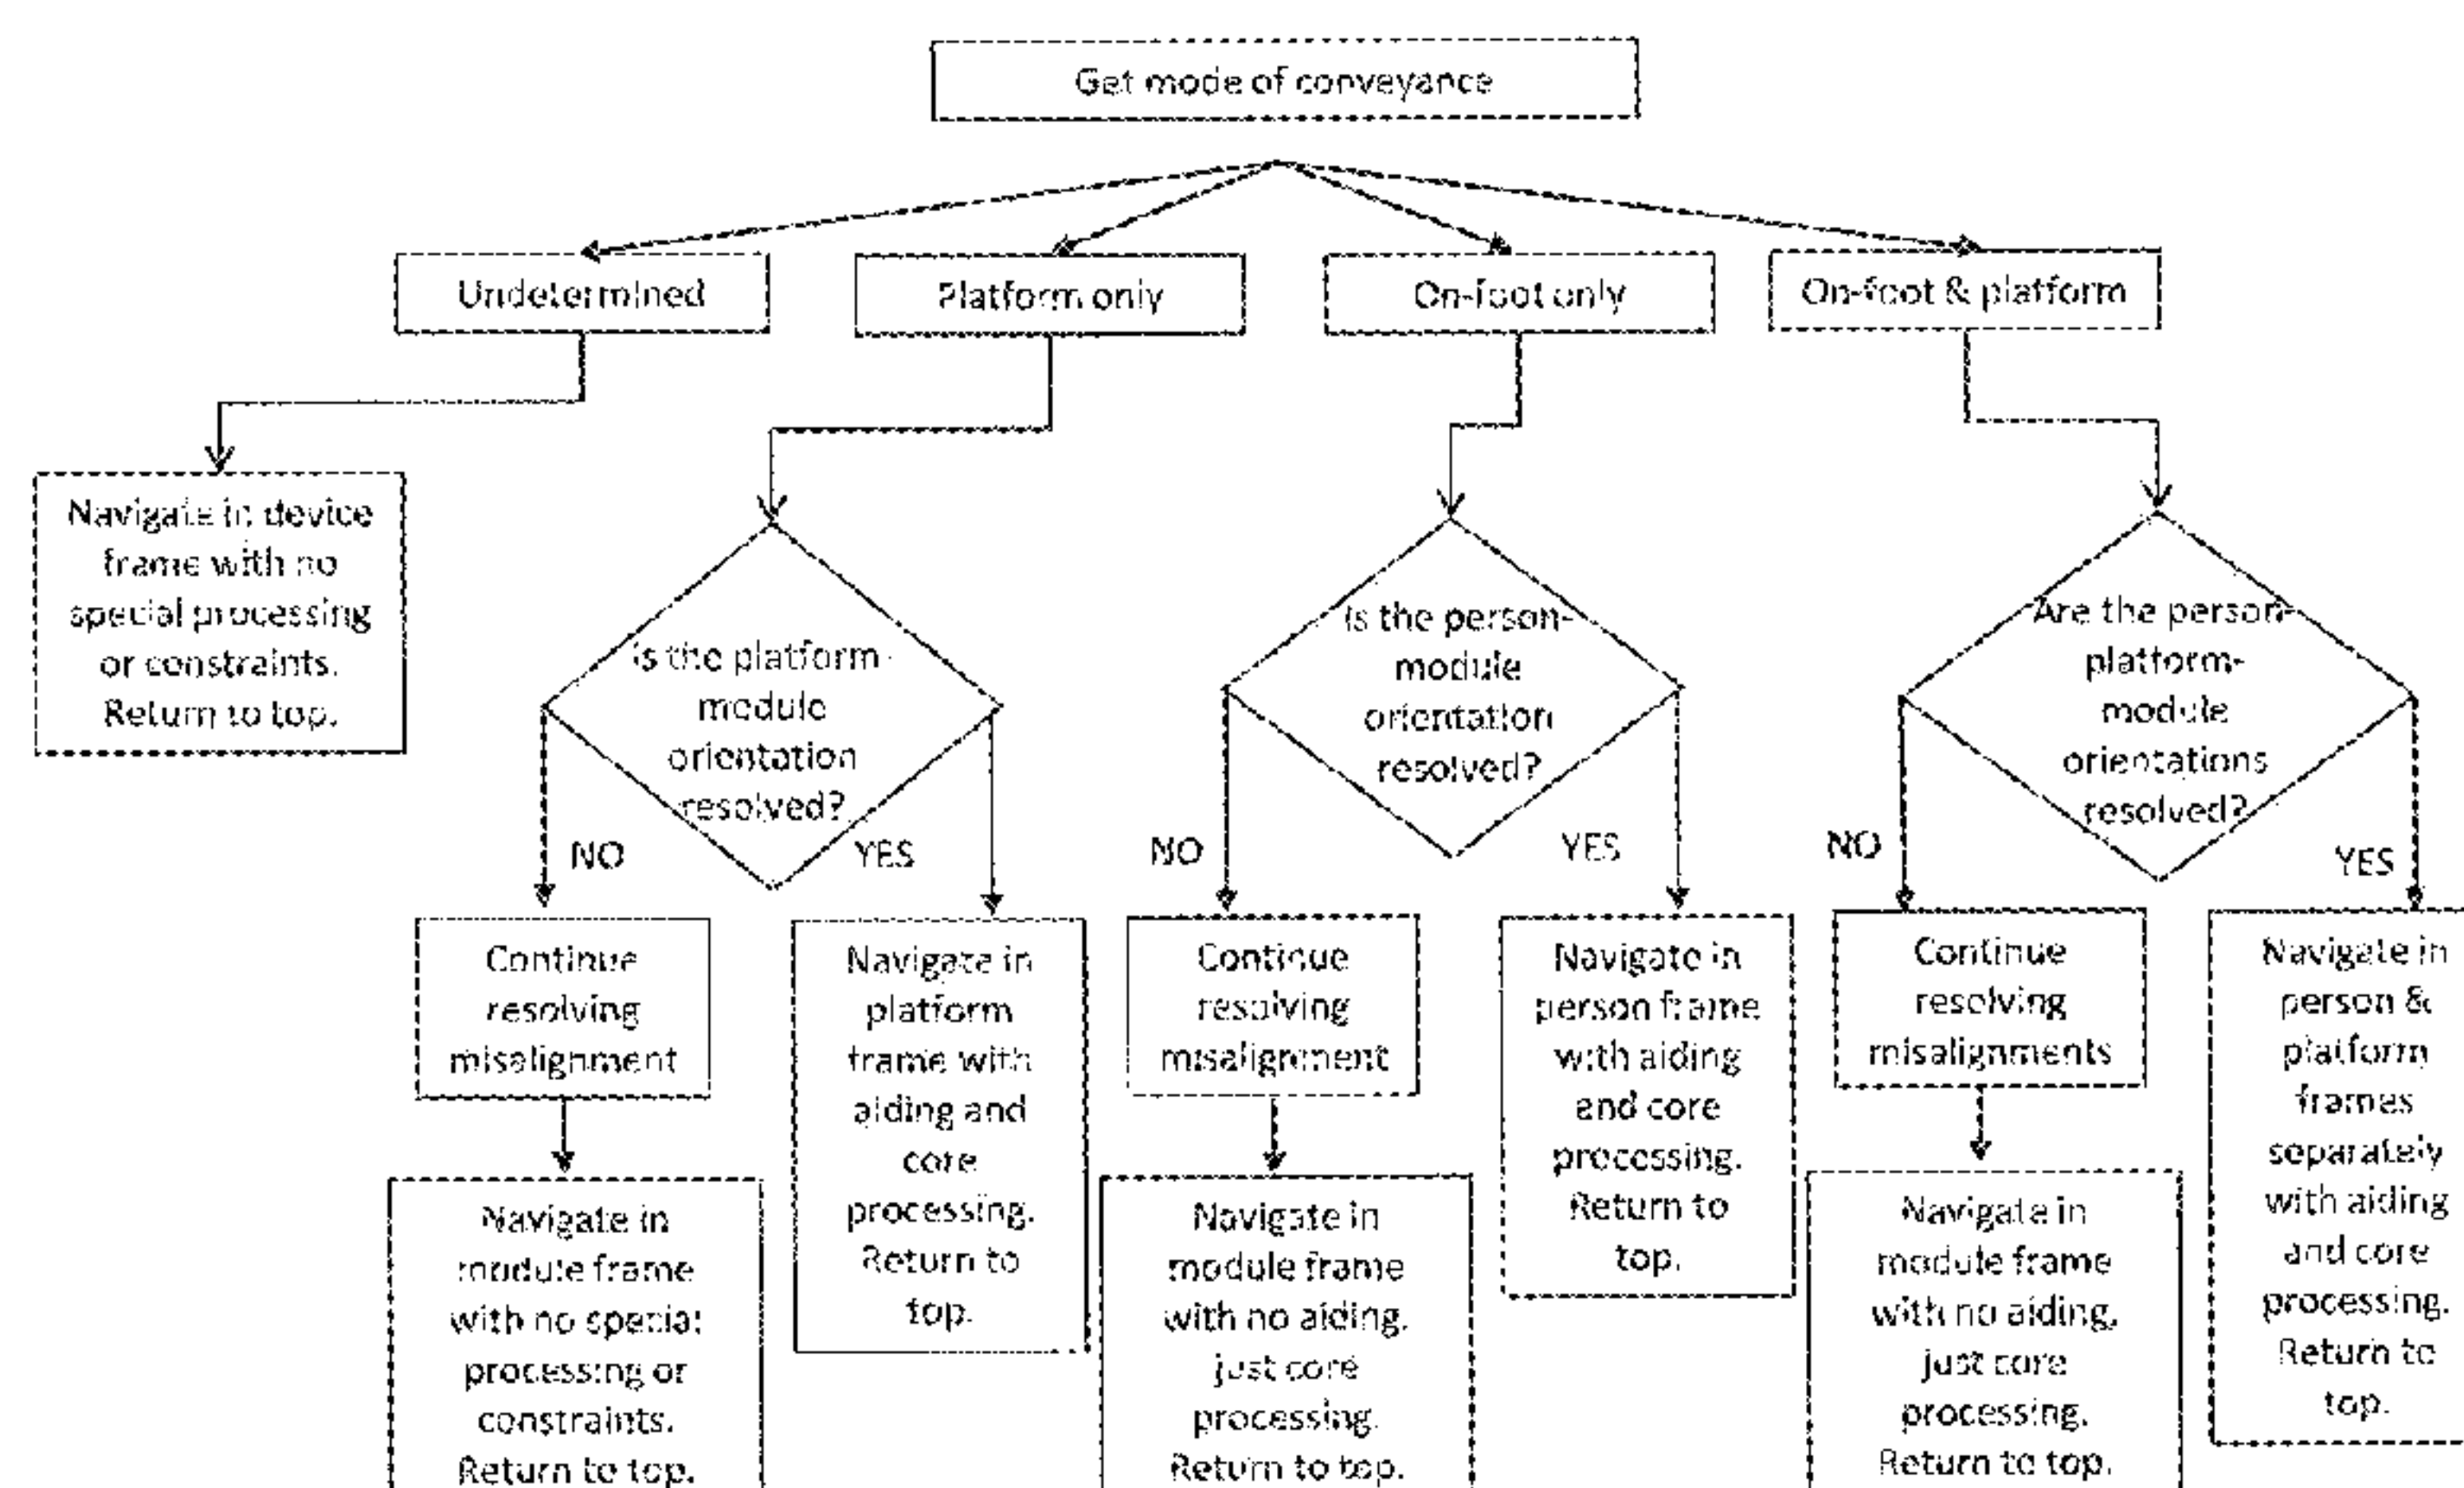 Get mode of conveyance
Undetermined
Platform only
On-foot only
On-foot & platform
Navigate in device
frame with no
special processing
or constraints.
Return to top.
Is the platform-
module
orientation
resolved?
NO
YES
Is the person-
module
orientation
resolved?
NO
YES
Are the person-
platform-
module
orientations
resolved?
NO
YES
Continue
resolving
misalignment
Navigate in
module frame
with no special
processing or
constraints.
Return to top.
Navigate in
platform
frame with
aiding and
core
processing.
Return to
top.
Continue
resolving
misalignment
Navigate in
module frame
with no aiding,
just core
processing.
Return to top.
Navigate in
person frame
with aiding
and core
processing.
Return to
top.
Continue
resolving
misalignments
Navigate in
module frame
with no aiding,
just core
processing.
Return to top.
Navigate in
person &
platform
frames
separately
with aiding
and core
processing.
Return to
top.